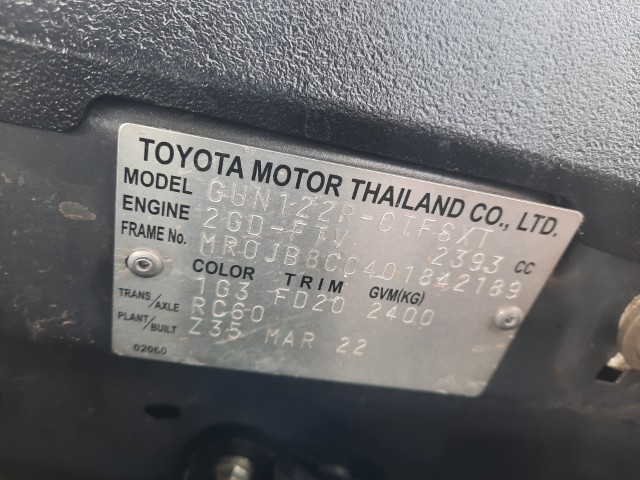 TOYOTA MOTOR THAILAND CO., LTD.
MODEL GUN122R-CTFSXT
ENGINE 2GD-FTV 2393 CC
FRAME No. MR0JB8CC401842189
COLOR TRIM GVM(KG)
1G3 FD20 2400
TRANS/AXLE RC60
PLANT/BUILT Z35 MAR 22
02060